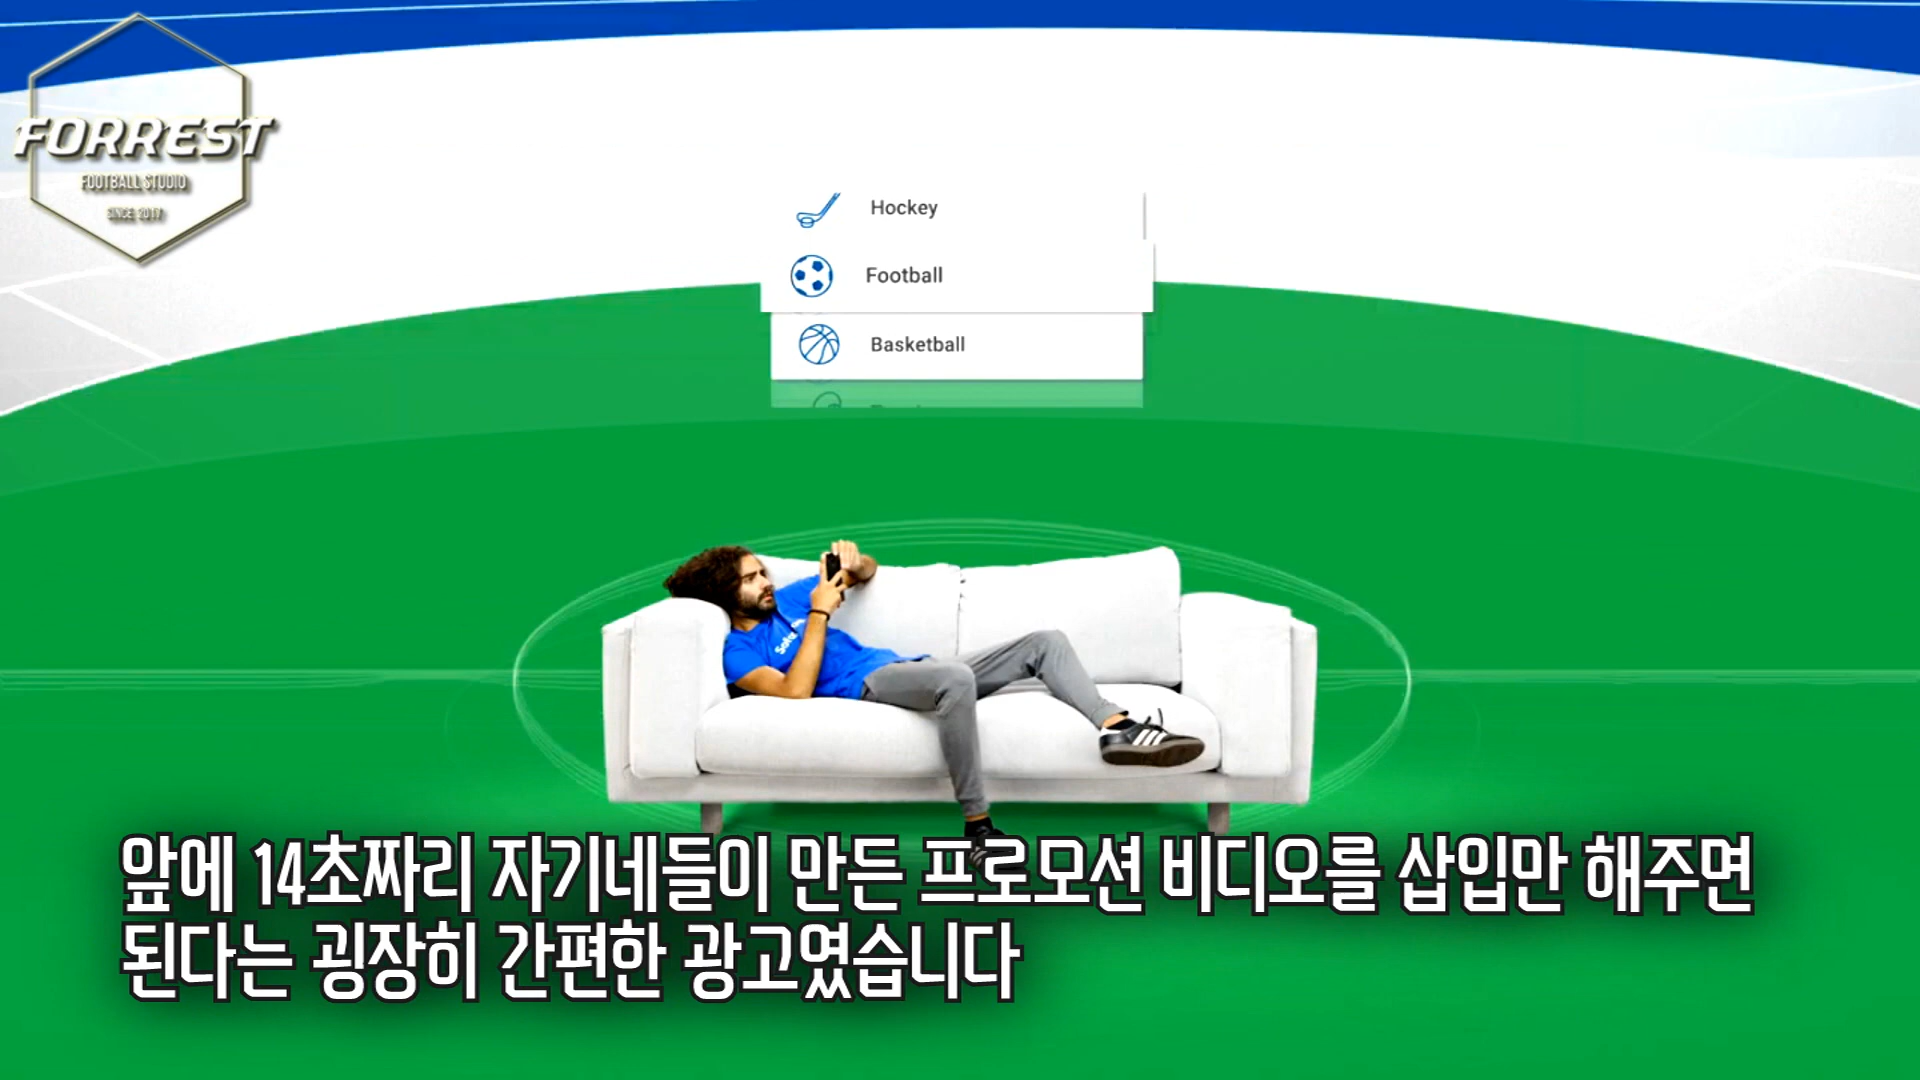 FORREST
FOOTBALL STUDIO
SINCE 2017
Hockey
Football
Basketball
앞에 14초짜리 자기네들이 만든 프로모션 비디오를 삽입만 해주면
된다는 굉장히 간편한 광고였습니다